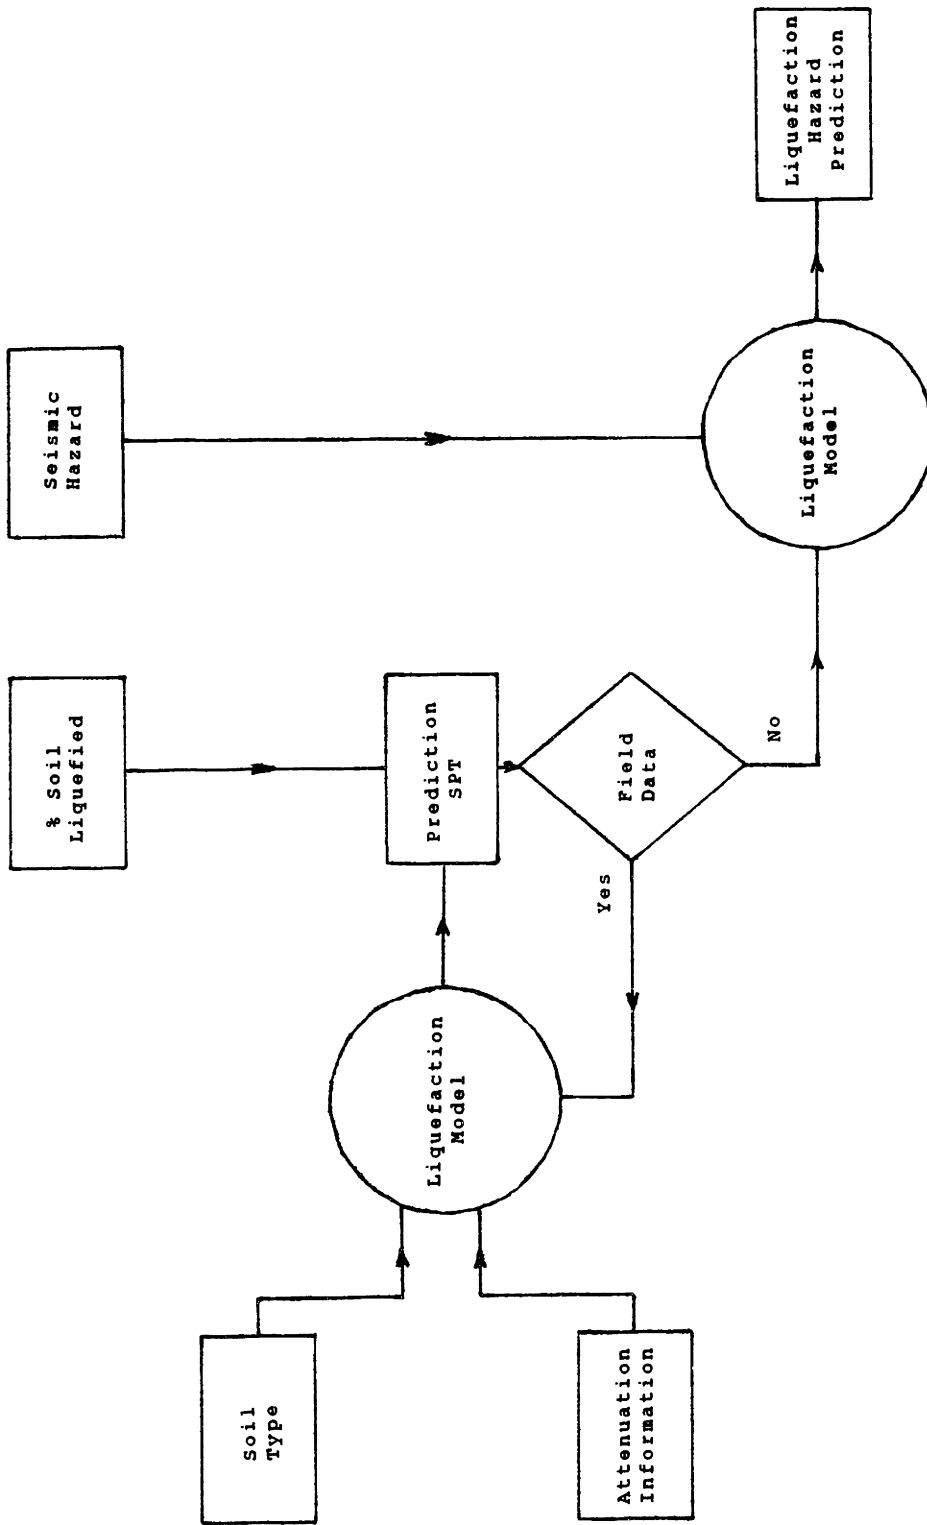 Soil
Type
Attenuation
Information
Liquefaction
Model
% Soil
Liquefied
Prediction
SPT
Yes
Field
Data
No
Seismic
Hazard
Liquefaction
Model
Liquefaction
Hazard
Prediction